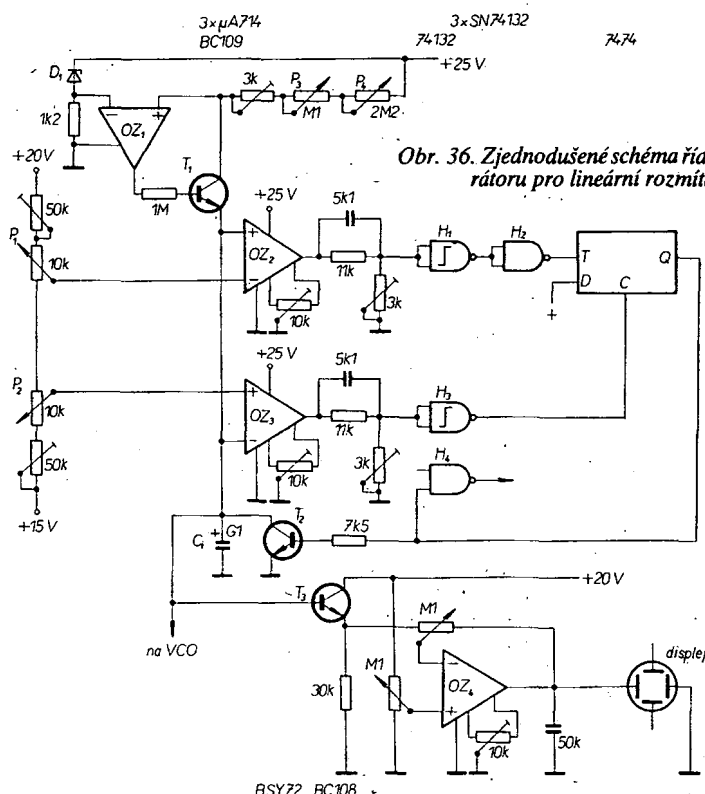 3×μA714 3×SN74132
BC109 74132 7474
+25 V
D₁
3k P₃ P₄
M1 2M2
1k2
− +
OZ₁
Obr. 36. Zjednodušené schéma říd
rátoru pro lineární rozmít
+20 V
T₁
1M
+25 V
5k1
50k
P₁
10k
+
OZ₂
−
11k
H₁ H₂
T Q
D C
+
3k
10k
+25 V
5k1
P₂
10k
+
OZ₃
−
11k
H₃
3k
H₄
10k
50k
+15 V
T₂
7k5
C₁ + G1
T₃
+20 V
M1
na VCO
displej
30k
M1
−
OZ₄
+
10k
50k
BSY72 BC108